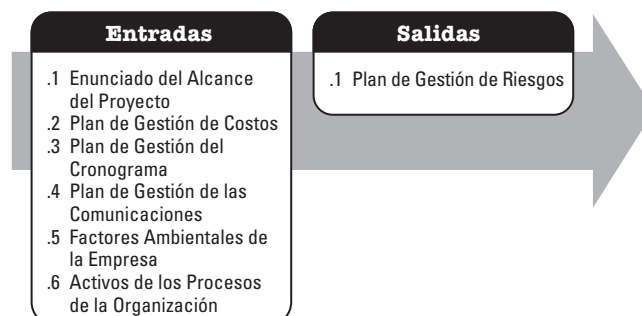 Entradas
.1 Enunciado del Alcance
del Proyecto
.2 Plan de Gestión de Costos
.3 Plan de Gestión del
Cronograma
.4 Plan de Gestión de las
Comunicaciones
.5 Factores Ambientales de
la Empresa
.6 Activos de los Procesos
de la Organización
Salidas
.1 Plan de Gestión de Riesgos